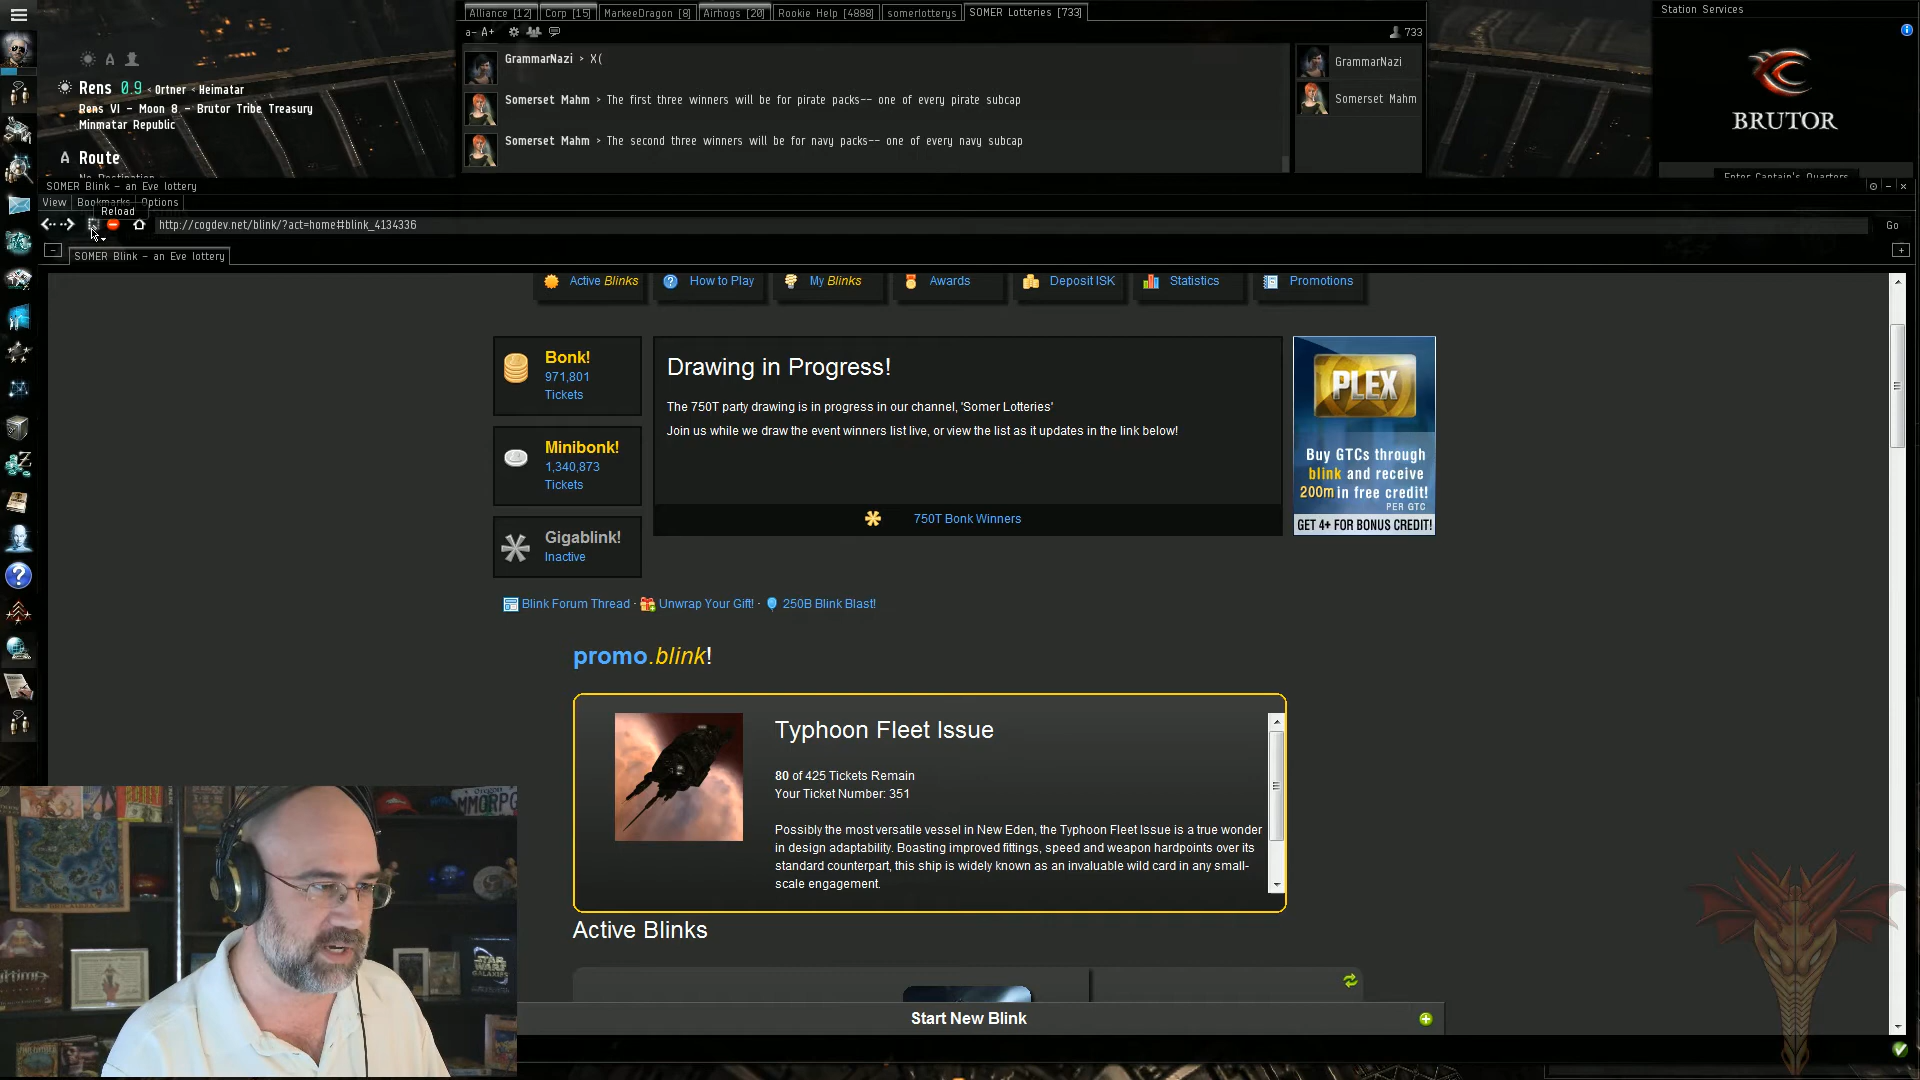 Alliance [12]
Corp [15]
MarkeeDragon [8]
Airhogs [20]
Rookie Help [4888]
somerlotterys
SOMER Lotteries [733]
Station Services
a- A+
733
GrammarNazi > X(
Somerset Mahm > The first three winners will be for pirate packs-- one of every pirate subcap
Somerset Mahm > The second three winners will be for navy packs-- one of every navy subcap
GrammarNazi
Somerset Mahm
BRUTOR
Enter Captain's Quarters
A
Rens 0.9 < Ortner < Heimatar
Rens VI - Moon 8 - Brutor Tribe Treasury
Minmatar Republic
A Route
No Destination
SOMER Blink - an Eve lottery
View Bookmarks Options
Reload
http://cogdev.net/blink/?act=home#blink_4134336
Go
SOMER Blink - an Eve lottery
Active Blinks
How to Play
My Blinks
Awards
Deposit ISK
Statistics
Promotions
Bonk!
971,801
Tickets
Minibonk!
1,340,873
Tickets
Gigablink!
Inactive
Drawing in Progress!
The 750T party drawing is in progress in our channel, 'Somer Lotteries'
Join us while we draw the event winners list live, or view the list as it updates in the link below!
750T Bonk Winners
PLEX
Buy GTCs through
blink and receive
200m in free credit!
PER GTC
GET 4+ FOR BONUS CREDIT!
Blink Forum Thread · Unwrap Your Gift! · 250B Blink Blast!
promo.blink!
Typhoon Fleet Issue
80 of 425 Tickets Remain
Your Ticket Number: 351
Possibly the most versatile vessel in New Eden, the Typhoon Fleet Issue is a true wonder
in design adaptability. Boasting improved fittings, speed and weapon hardpoints over its
standard counterpart, this ship is widely known as an invaluable wild card in any small-
scale engagement.
Active Blinks
Start New Blink
Oregon
MMORPG
STAR
WARS
GALAXIES